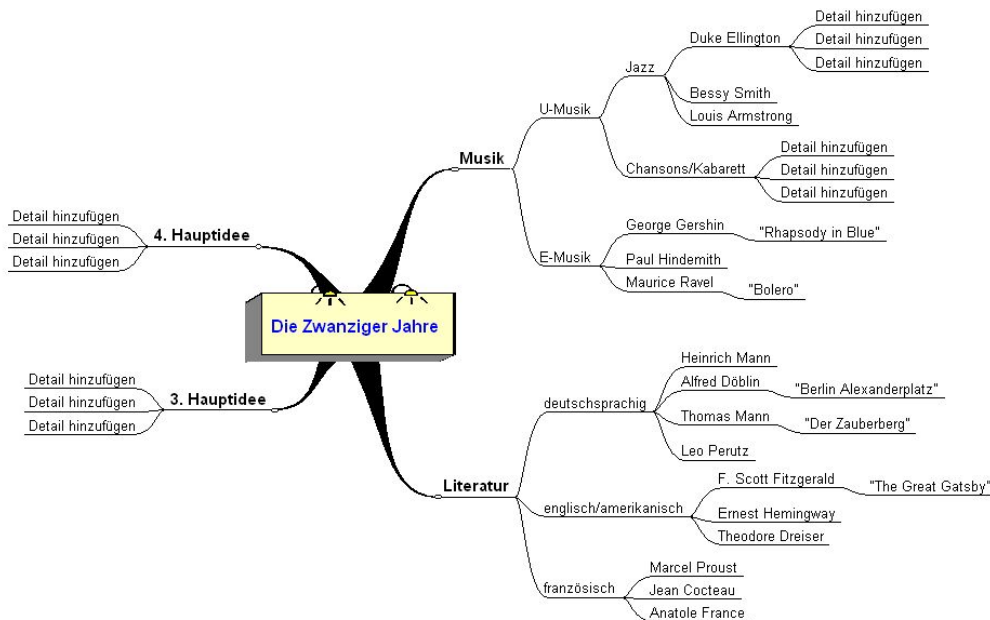 Die Zwanziger Jahre
Musik
U-Musik
Jazz
Duke Ellington
Detail hinzufügen
Detail hinzufügen
Detail hinzufügen
Bessy Smith
Louis Armstrong
Chansons/Kabarett
Detail hinzufügen
Detail hinzufügen
Detail hinzufügen
E-Musik
George Gershin
"Rhapsody in Blue"
Paul Hindemith
Maurice Ravel
"Bolero"
Literatur
deutschsprachig
Heinrich Mann
Alfred Döblin
"Berlin Alexanderplatz"
Thomas Mann
"Der Zauberberg"
Leo Perutz
englisch/amerikanisch
F. Scott Fitzgerald
"The Great Gatsby"
Ernest Hemingway
Theodore Dreiser
französisch
Marcel Proust
Jean Cocteau
Anatole France
3. Hauptidee
Detail hinzufügen
Detail hinzufügen
Detail hinzufügen
4. Hauptidee
Detail hinzufügen
Detail hinzufügen
Detail hinzufügen